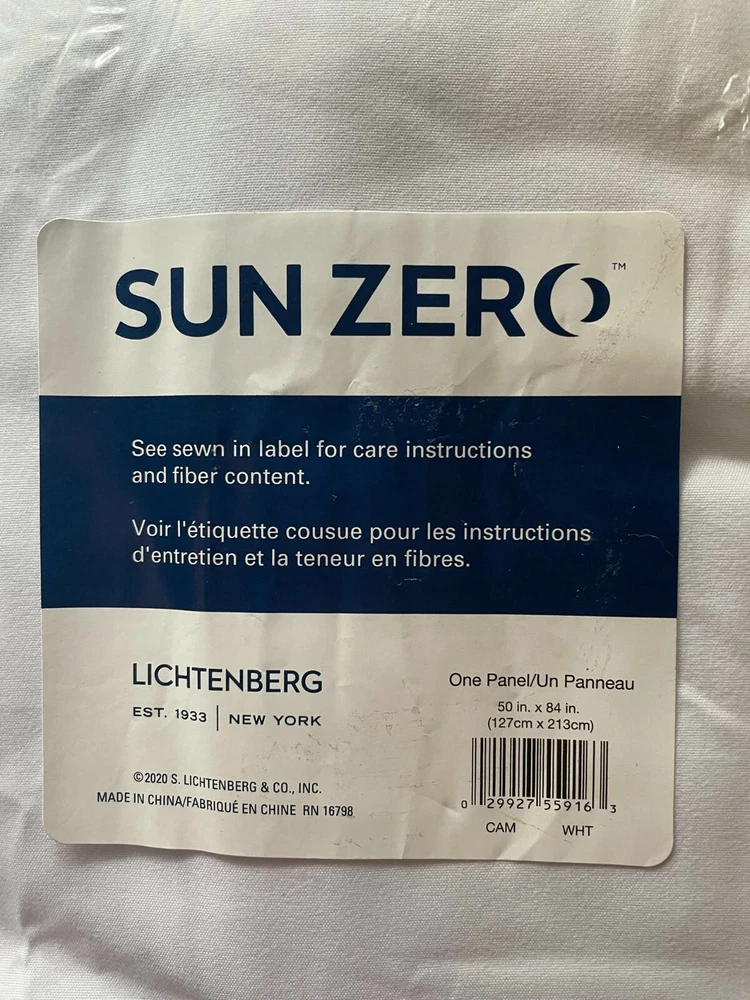 SUN ZERO™
See sewn in label for care instructions
and fiber content.
Voir l'étiquette cousue pour les instructions
d'entretien et la teneur en fibres.
LICHTENBERG
EST. 1933 | NEW YORK
©2020 S. LICHTENBERG & CO., INC.
MADE IN CHINA/FABRIQUÉ EN CHINE RN 16798
One Panel/Un Panneau
50 in. x 84 in.
(127cm x 213cm)
0 29927 55916 3
CAM WHT